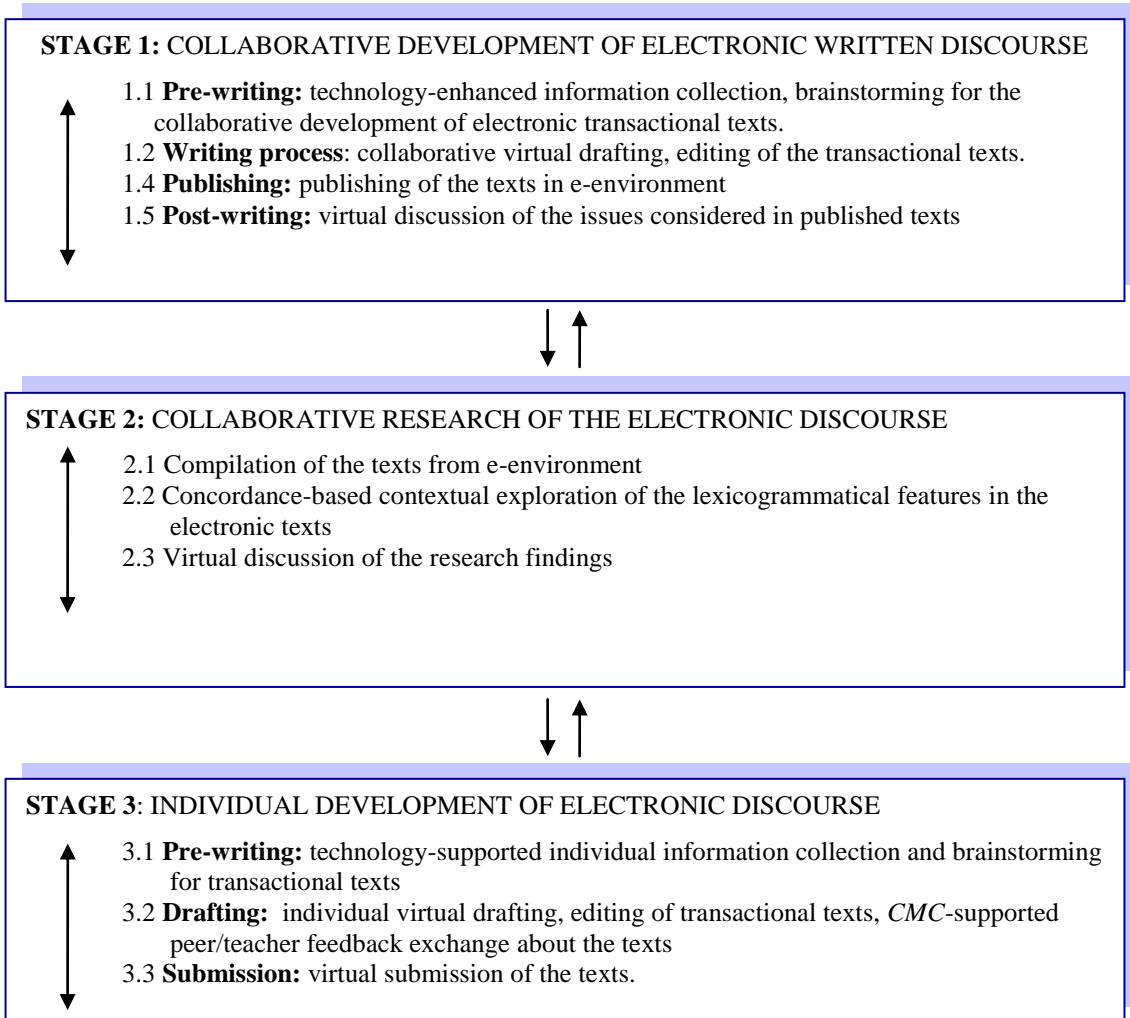 STAGE 1: COLLABORATIVE DEVELOPMENT OF ELECTRONIC WRITTEN DISCOURSE
1.1 Pre-writing: technology-enhanced information collection, brainstorming for the
collaborative development of electronic transactional texts.
1.2 Writing process: collaborative virtual drafting, editing of the transactional texts.
1.4 Publishing: publishing of the texts in e-environment
1.5 Post-writing: virtual discussion of the issues considered in published texts
STAGE 2: COLLABORATIVE RESEARCH OF THE ELECTRONIC DISCOURSE
2.1 Compilation of the texts from e-environment
2.2 Concordance-based contextual exploration of the lexicogrammatical features in the
electronic texts
2.3 Virtual discussion of the research findings
STAGE 3: INDIVIDUAL DEVELOPMENT OF ELECTRONIC DISCOURSE
3.1 Pre-writing: technology-supported individual information collection and brainstorming
for transactional texts
3.2 Drafting: individual virtual drafting, editing of transactional texts, CMC-supported
peer/teacher feedback exchange about the texts
3.3 Submission: virtual submission of the texts.